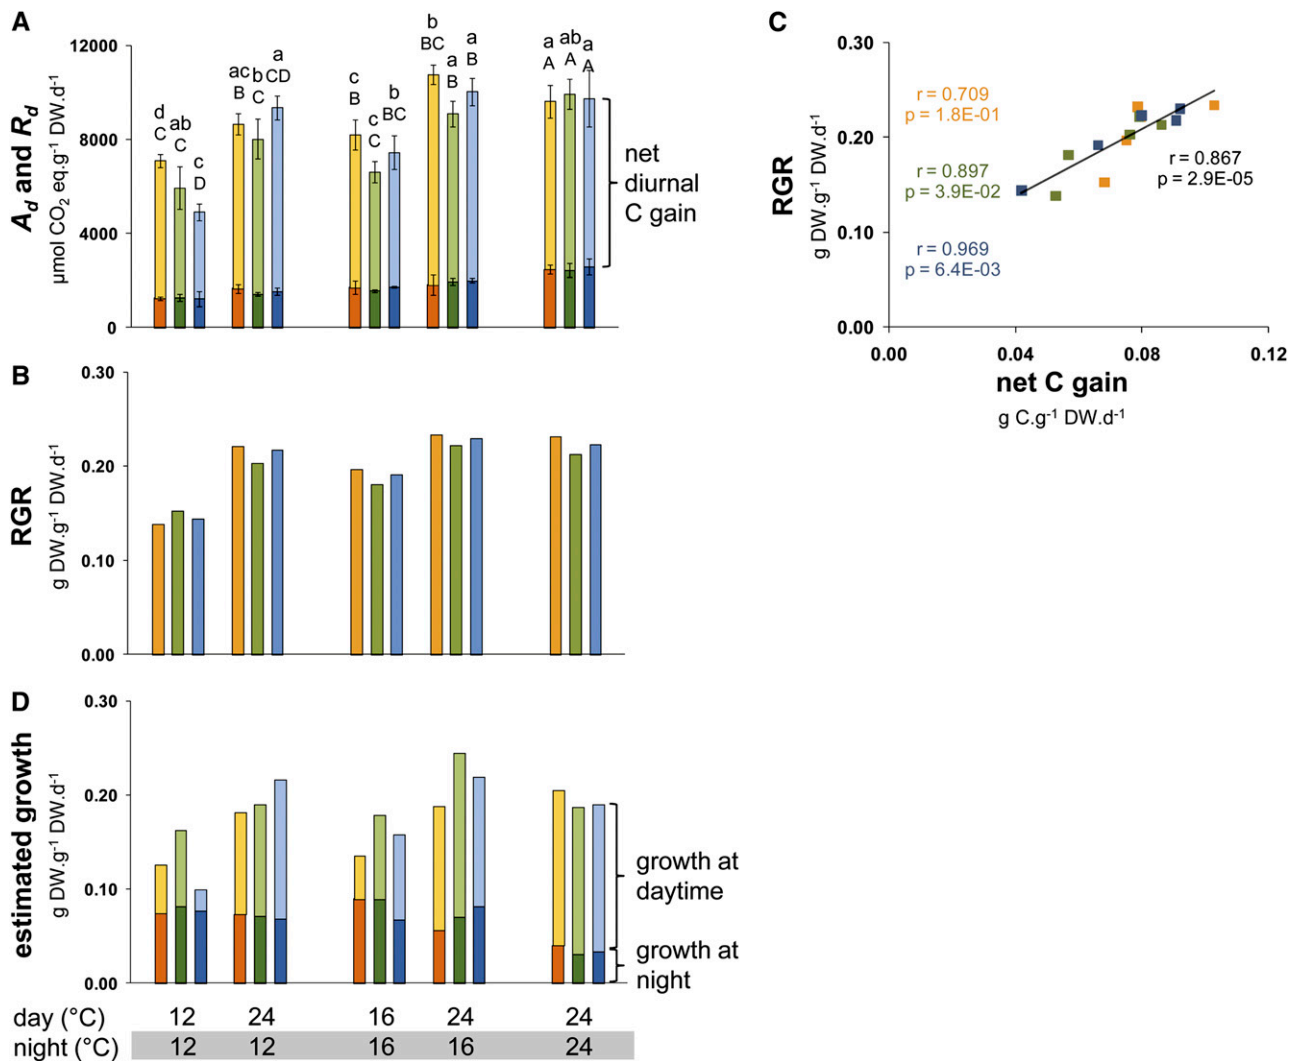 A
A_d and R_d
µmol CO₂ eq.g⁻¹ DW.d⁻¹
12000
8000
4000
0
d
C
ab
C
c
D
ac
B
b
C
a
CD
c
B
c
C
b
BC
b
BC
a
B
a
B
a
A
ab
A
a
A
net
diurnal
C gain
C
RGR
g DW.g⁻¹ DW.d⁻¹
0.30
0.20
0.10
0.00
r = 0.709
p = 1.8E-01
r = 0.897
p = 3.9E-02
r = 0.867
p = 2.9E-05
r = 0.969
p = 6.4E-03
0.00 0.04 0.08 0.12
net C gain
g C.g⁻¹ DW.d⁻¹
B
RGR
g DW.g⁻¹ DW.d⁻¹
0.30
0.20
0.10
0.00
D
estimated growth
g DW.g⁻¹ DW.d⁻¹
0.30
0.20
0.10
0.00
growth at
daytime
growth at
night
day (°C) 12 24 16 24 24
night (°C) 12 12 16 16 24